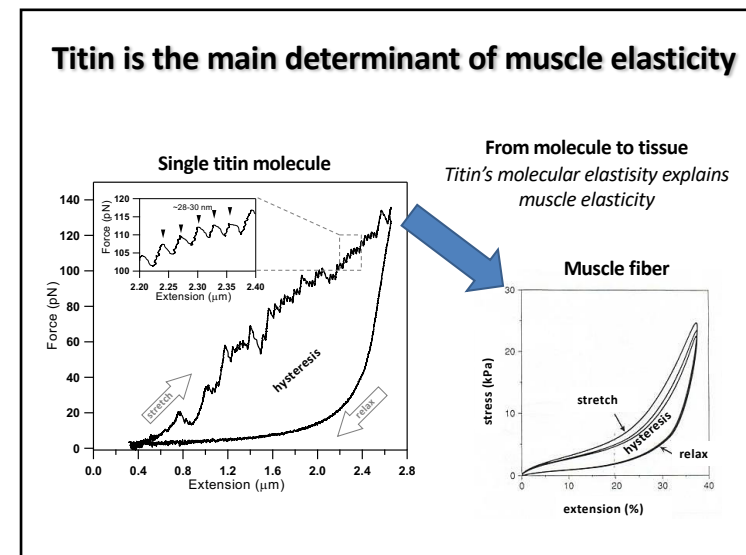 Titin is the main determinant of muscle elasticity
Single titin molecule
140
120
100
80
60
40
20
0
Force (pN)
0.0
0.4
0.8
1.2
1.6
2.0
2.4
2.8
Extension (μm)
120
115
110
105
100
Force (pN)
~28-30 nm
2.20
2.30
2.40
Extension (μm)
stretch
hysteresis
relax
From molecule to tissue
Titin's molecular elastisity explains
muscle elasticity
Muscle fiber
30
20
10
0
stress (kPa)
stretch
hysteresis
relax
0
10
20
30
40
extension (%)